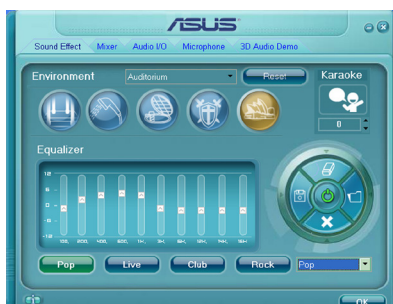 ASUS
Sound Effect Mixer Audio I/O Microphone 3D Audio Demo
Environment Auditorium Reset Karaoke
0
Equalizer
Pop Live Club Rock Pop
OK